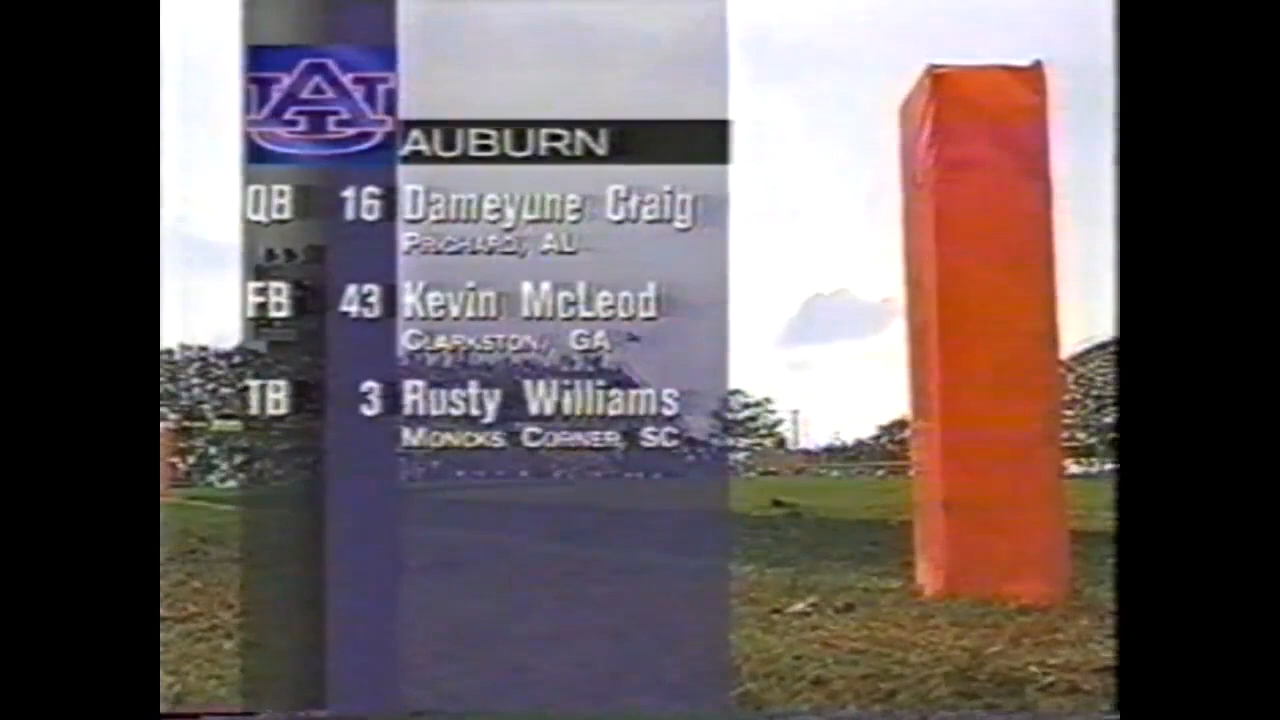 AU
AUBURN
QB 16 Dameyune Craig
PRICHARD, AL
FB 43 Kevin McLeod
CLARKSTON, GA
TB 3 Rusty Williams
MONCKS CORNER, SC